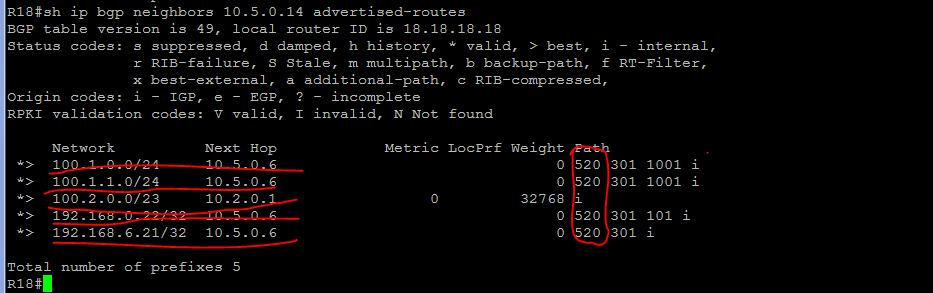 R18#sh ip bgp neighbors 10.5.0.14 advertised-routes
BGP table version is 49, local router ID is 18.18.18.18
Status codes: s suppressed, d damped, h history, * valid, > best, i - internal,
r RIB-failure, S Stale, m multipath, b backup-path, f RT-Filter,
x best-external, a additional-path, c RIB-compressed,
Origin codes: i - IGP, e - EGP, ? - incomplete
RPKI validation codes: V valid, I invalid, N Not found
Network Next Hop Metric LocPrf Weight Path
*> 100.1.0.0/24 10.5.0.6 0 520 301 1001 i
*> 100.1.1.0/24 10.5.0.6 0 520 301 1001 i
*> 100.2.0.0/23 10.2.0.1 0 32768 i
*> 192.168.0.22/32 10.5.0.6 0 520 301 101 i
*> 192.168.6.21/32 10.5.0.6 0 520 301 i
Total number of prefixes 5
R18#